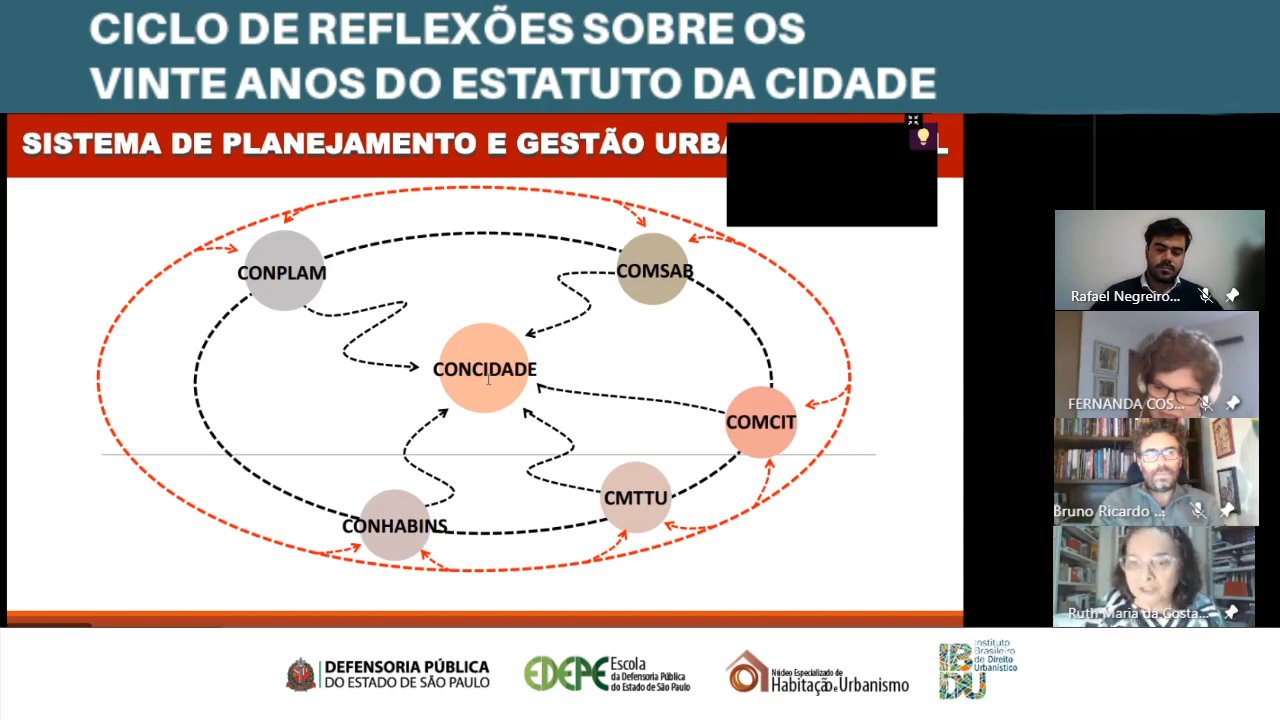 CICLO DE REFLEXÕES SOBRE OS
VINTE ANOS DO ESTATUTO DA CIDADE
SISTEMA DE PLANEJAMENTO E GESTÃO
CONPLAM
COMSAB
CONCIDADE
COMCIT
CMTTU
CONHABINS
Rafael Negreiro...
FERNANDA COS...
Bruno Ricardo ...
Ruth Maria da Costa...
DEFENSORIA PÚBLICA
DO ESTADO DE SÃO PAULO
EDEPE
Escola
da Defensoria Pública
do Estado de São Paulo
Núcleo Especializado de
Habitação e Urbanismo
IBDU
Instituto
Brasileiro
de Direito
Urbanístico